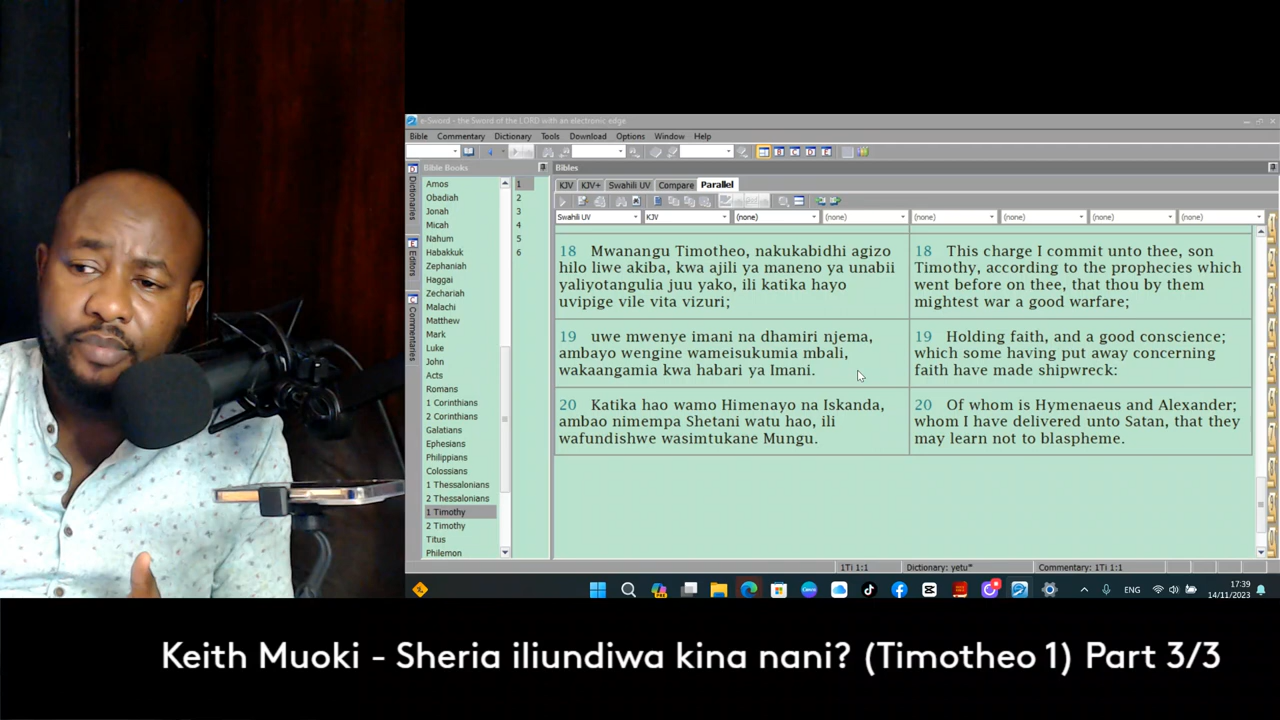 e-Sword - the Sword of the LORD with an electronic edge
Bible Commentary Dictionary Tools Download Options Window Help
Bible Books
Bibles
Dictionaries
Editors
Commentaries
Amos
Obadiah
Jonah
Micah
Nahum
Habakkuk
Zephaniah
Haggai
Zechariah
Malachi
Matthew
Mark
Luke
John
Acts
Romans
1 Corinthians
2 Corinthians
Galatians
Ephesians
Philippians
Colossians
1 Thessalonians
2 Thessalonians
1 Timothy
2 Timothy
Titus
Philemon
1
2
3
4
5
6
KJV KJV+ Swahili UV Compare Parallel
Swahili UV KJV (none) (none) (none) (none) (none) (none)
18 Mwanangu Timotheo, nakukabidhi agizo
hilo liwe akiba, kwa ajili ya maneno ya unabii
yaliyotangulia juu yako, ili katika hayo
uvipige vile vita vizuri;
18 This charge I commit unto thee, son
Timothy, according to the prophecies which
went before on thee, that thou by them
mightest war a good warfare;
19 uwe mwenye imani na dhamiri njema,
ambayo wengine wameisukumia mbali,
wakaangamia kwa habari ya Imani.
19 Holding faith, and a good conscience;
which some having put away concerning
faith have made shipwreck:
20 Katika hao wamo Himenayo na Iskanda,
ambao nimempa Shetani watu hao, ili
wafundishwe wasimtukane Mungu.
20 Of whom is Hymenaeus and Alexander;
whom I have delivered unto Satan, that they
may learn not to blaspheme.
1Ti 1:1 Dictionary: yetu* Commentary: 1Ti 1:1
ENG
17:39
14/11/2023
Keith Muoki - Sheria iliundiwa kina nani? (Timotheo 1) Part 3/3